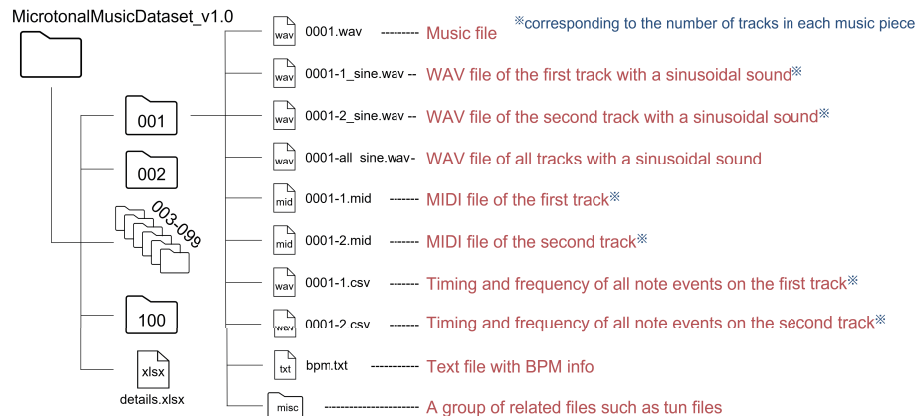 MicrotonalMusicDataset_v1.0
※corresponding to the number of tracks in each music piece
001
002
003-099
100
xlsx
details.xlsx
wav 0001.wav --------- Music file
wav 0001-1_sine.wav -- WAV file of the first track with a sinusoidal sound※
wav 0001-2_sine.wav -- WAV file of the second track with a sinusoidal sound※
wav 0001-all_sine.wav- WAV file of all tracks with a sinusoidal sound
mid 0001-1.mid ------- MIDI file of the first track※
mid 0001-2.mid ------- MIDI file of the second track※
wav 0001-1.csv ------- Timing and frequency of all note events on the first track※
wav 0001-2.csv ------- Timing and frequency of all note events on the second track※
txt bpm.txt ----------- Text file with BPM info
misc --------------------- A group of related files such as tun files